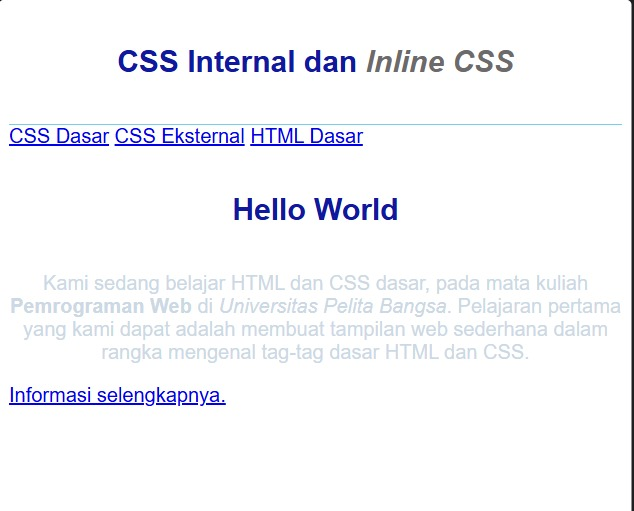 CSS Internal dan Inline CSS
CSS Dasar CSS Eksternal HTML Dasar
Hello World
Kami sedang belajar HTML dan CSS dasar, pada mata kuliah
Pemrograman Web di Universitas Pelita Bangsa. Pelajaran pertama
yang kami dapat adalah membuat tampilan web sederhana dalam
rangka mengenal tag-tag dasar HTML dan CSS.
Informasi selengkapnya.